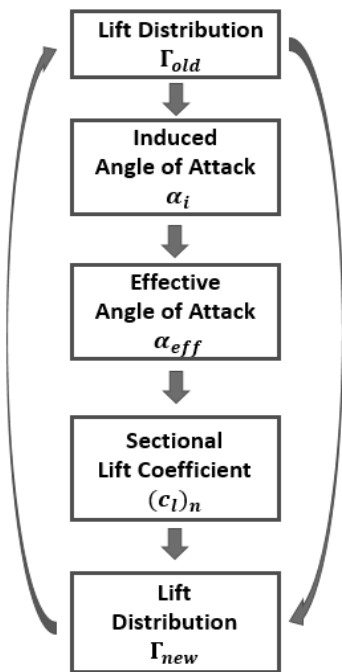 Lift Distribution
Γ_old
Induced
Angle of Attack
α_i
Effective
Angle of Attack
α_eff
Sectional
Lift Coefficient
(c_l)_n
Lift
Distribution
Γ_new